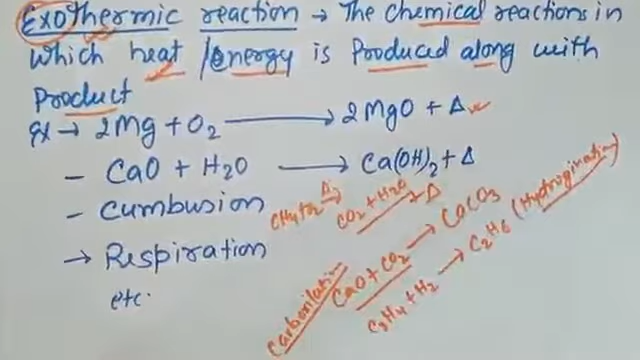 Exothermic reaction → The Chemical reactions in
which heat /energy is Produced along with
Product
Ex → 2Mg + O2 → 2MgO + Δ
- CaO + H2O → Ca(OH)2 + Δ
- Cumbusion CH4+O2 Δ→ CO2 + H2O + Δ
→ Respiration
etc.
CaO + CO2 → CaCO3
C2H4 + H2 → C2H6 (Hydrogination)